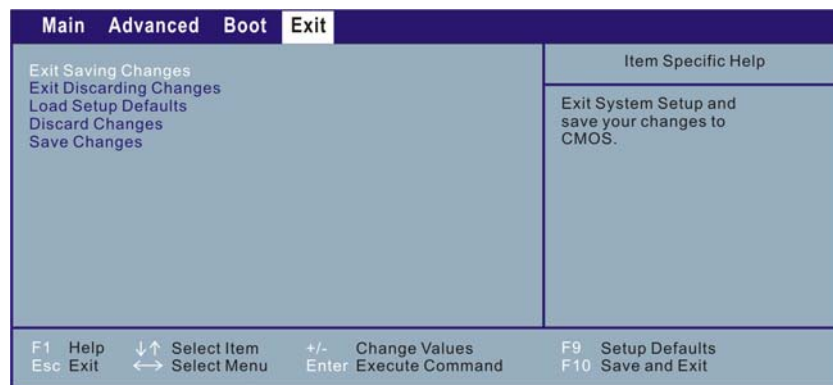 Main Advanced Boot Exit
Exit Saving Changes
Exit Discarding Changes
Load Setup Defaults
Discard Changes
Save Changes
Item Specific Help
Exit System Setup and
save your changes to
CMOS.
F1 Help ↓↑ Select Item +/- Change Values F9 Setup Defaults
Esc Exit ←→ Select Menu Enter Execute Command F10 Save and Exit